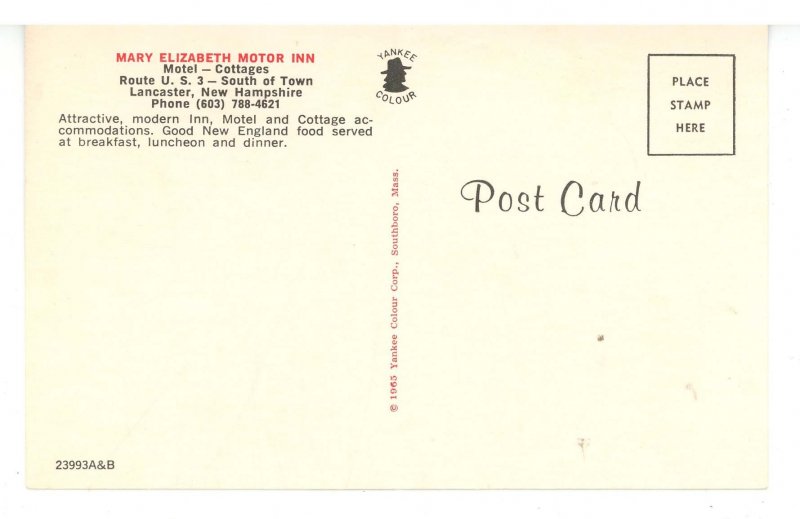 MARY ELIZABETH MOTOR INN
Motel — Cottages
Route U. S. 3 — South of Town
Lancaster, New Hampshire
Phone (603) 788-4621
Attractive, modern Inn, Motel and Cottage ac-
commodations. Good New England food served
at breakfast, luncheon and dinner.
YANKEE
COLOUR
PLACE
STAMP
HERE
Post Card
© 1965 Yankee Colour Corp., Southboro, Mass.
23993A&B